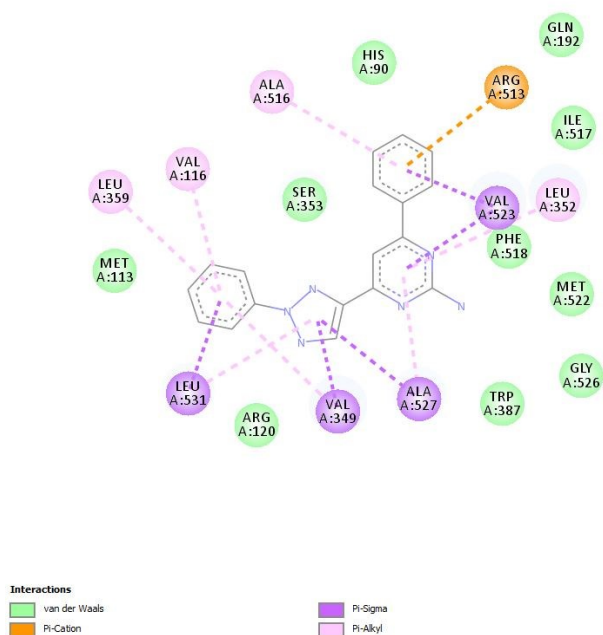 GLN
A:192
HIS
A:90
ARG
A:513
ALA
A:516
ILE
A:517
VAL
A:116
LEU
A:359
SER
A:353
VAL
A:523
LEU
A:352
PHE
A:518
MET
A:113
MET
A:522
N
N
N
N
N
N
GLY
A:526
LEU
A:531
VAL
A:349
ALA
A:527
TRP
A:387
ARG
A:120
Interactions
van der Waals
Pi-Cation
Pi-Sigma
Pi-Alkyl